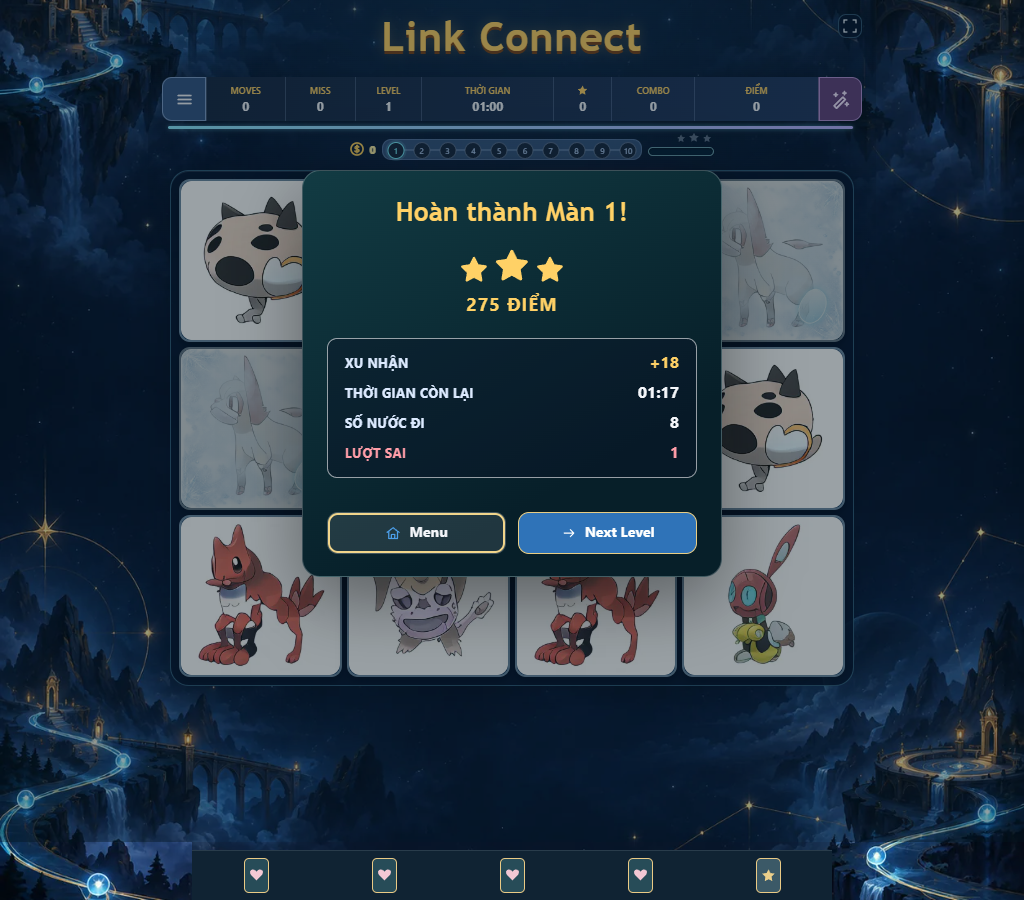 Link Connect
MOVES MISS LEVEL THỜI GIAN COMBO ĐIỂM
0 0 1 01:00 0 0 0
0 1 2 3 4 5 6 7 8 9 10
Hoàn thành Màn 1!
275 ĐIỂM
XU NHẬN +18
THỜI GIAN CÒN LẠI 01:17
SỐ NƯỚC ĐI 8
LƯỢT SAI 1
Menu Next Level